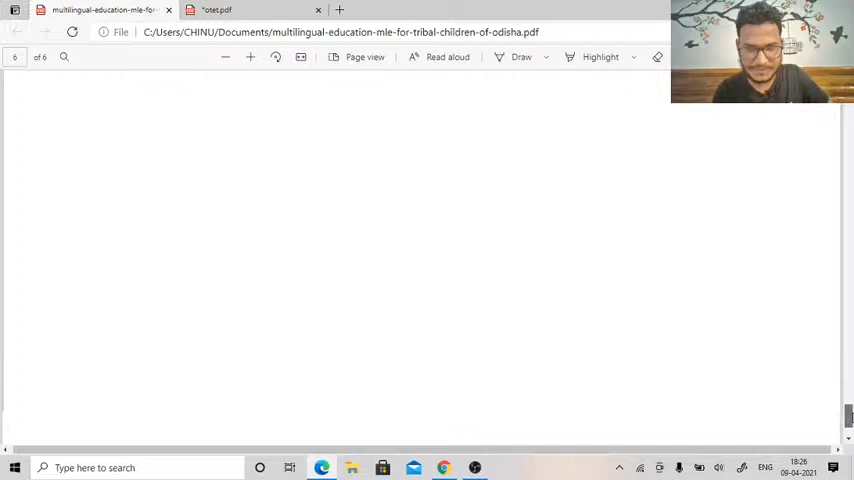 multilingual-education-mle-for-
"otet.pdf
File
C:/Users/CHINU/Documents/multilingual-education-mle-for-tribal-children-of-odisha.pdf
6 of 6
Page view
Read aloud
Draw
Highlight
Type here to search
ENG
18:26
09-04-2021